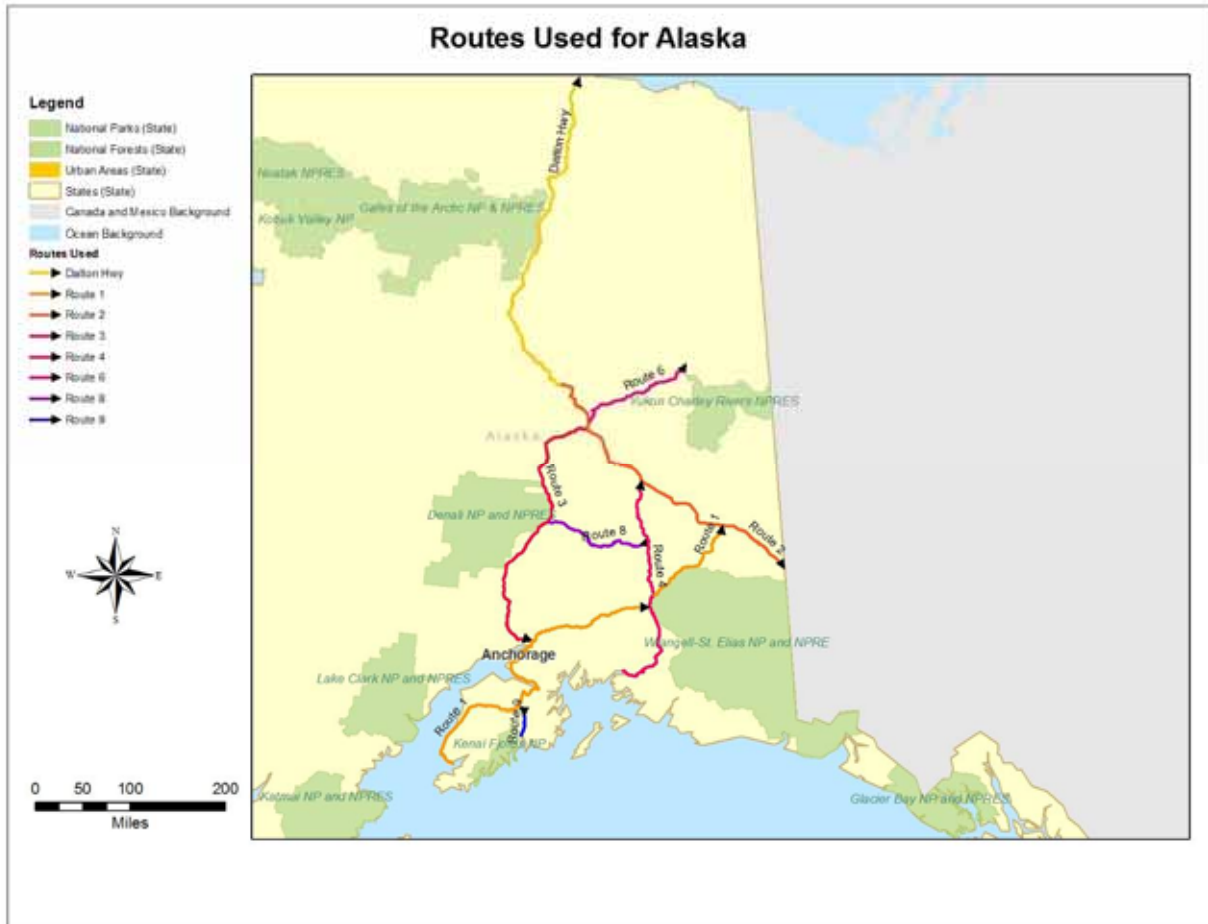 Routes Used for Alaska
Legend
National Parks (State)
National Forests (State)
Urban Areas (State)
States (State)
Canada and Mexico Background
Ocean Background
Routes Used
Dalton Hwy
Route 1
Route 2
Route 3
Route 4
Route 6
Route 8
Route 9
N
W
E
S
0 50 100 200
Miles
Dalton Hwy
Noatak NPRES
Kobuk Valley NP
Gates of the Arctic NP & NPRES
Route 6
Yukon Charley Rivers NPRES
Alaska
Route 3
Denali NP and NPRES
Route 8
Route 1
Route 2
Route 4
Wrangell-St. Elias NP and NPRE
Anchorage
Lake Clark NP and NPRES
Route 1
Route 9
Kenai Fjords NP
Katmai NP and NPRES
Glacier Bay NP and NPRES